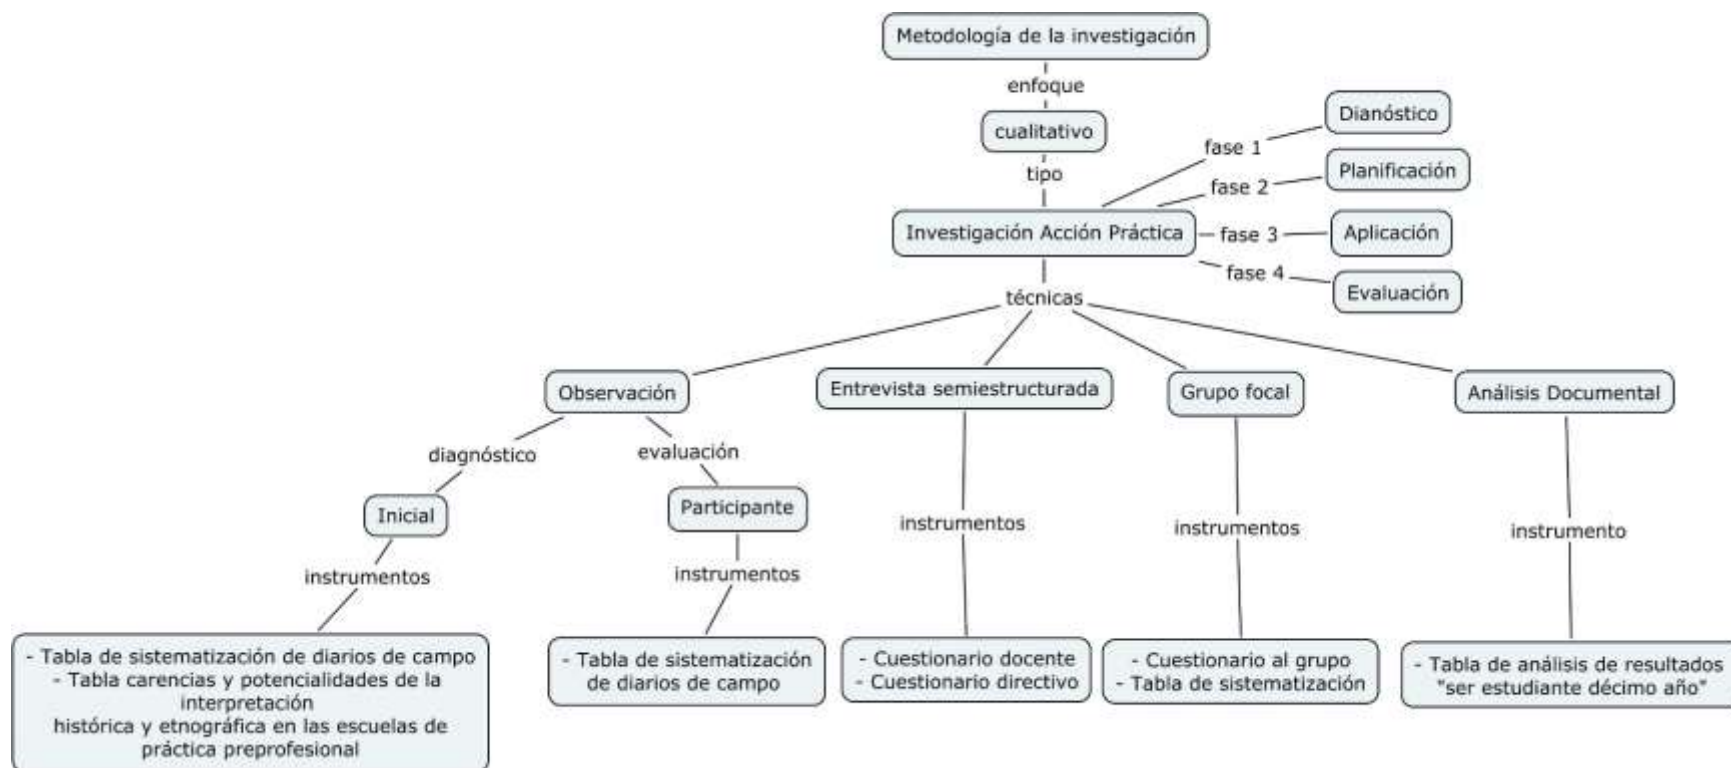 Metodología de la investigación
enfoque
cualitativo
tipo
Investigación Acción Práctica
fase 1
Dianóstico
fase 2
Planificación
fase 3
Aplicación
fase 4
Evaluación
técnicas
Observación
Entrevista semiestructurada
Grupo focal
Análisis Documental
diagnóstico
evaluación
Inicial
Participante
instrumentos
instrumentos
instrumentos
instrumentos
instrumento
- Tabla de sistematización de diarios de campo
- Tabla carencias y potencialidades de la
interpretación
histórica y etnográfica en las escuelas de
práctica preprofesional
- Tabla de sistematización
de diarios de campo
- Cuestionario docente
- Cuestionario directivo
- Cuestionario al grupo
- Tabla de sistematización
- Tabla de análisis de resultados
"ser estudiante décimo año"